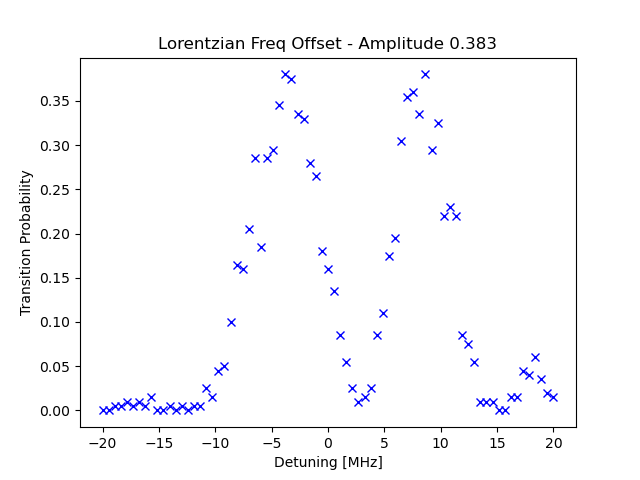 Lorentzian Freq Offset - Amplitude 0.383
Transition Probability
0.35
0.30
0.25
0.20
0.15
0.10
0.05
0.00
−20 −15 −10 −5 0 5 10 15 20
Detuning [MHz]